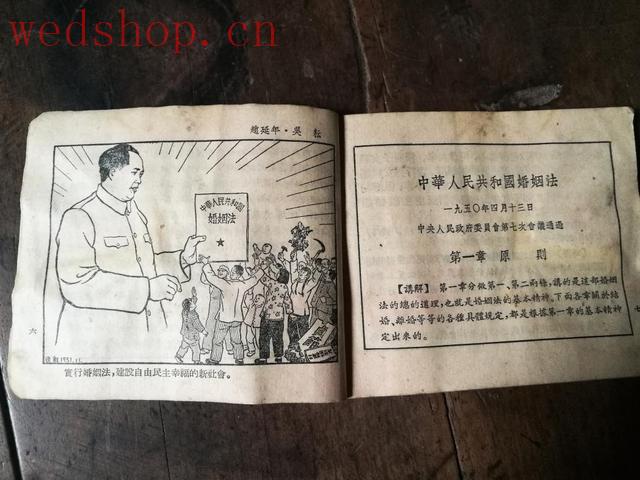 wedshop.cn
趙延年・吳耘
中華人民共和國
婚姻法
六
1951.11.
實行婚姻法,建設自由民主幸福的新社會。
中華人民共和國婚姻法
一九五〇年四月十三日
中央人民政府委員會第七次會議通過
第一章 原 則
【講解】 第一章分做第一、第二兩條,講的是這部婚姻
法的總的道理,也就是婚姻法的基本精神。下面各章關於結
婚、離婚等等的各種具體規定,都是根據第一章的基本精神
定出來的。
七